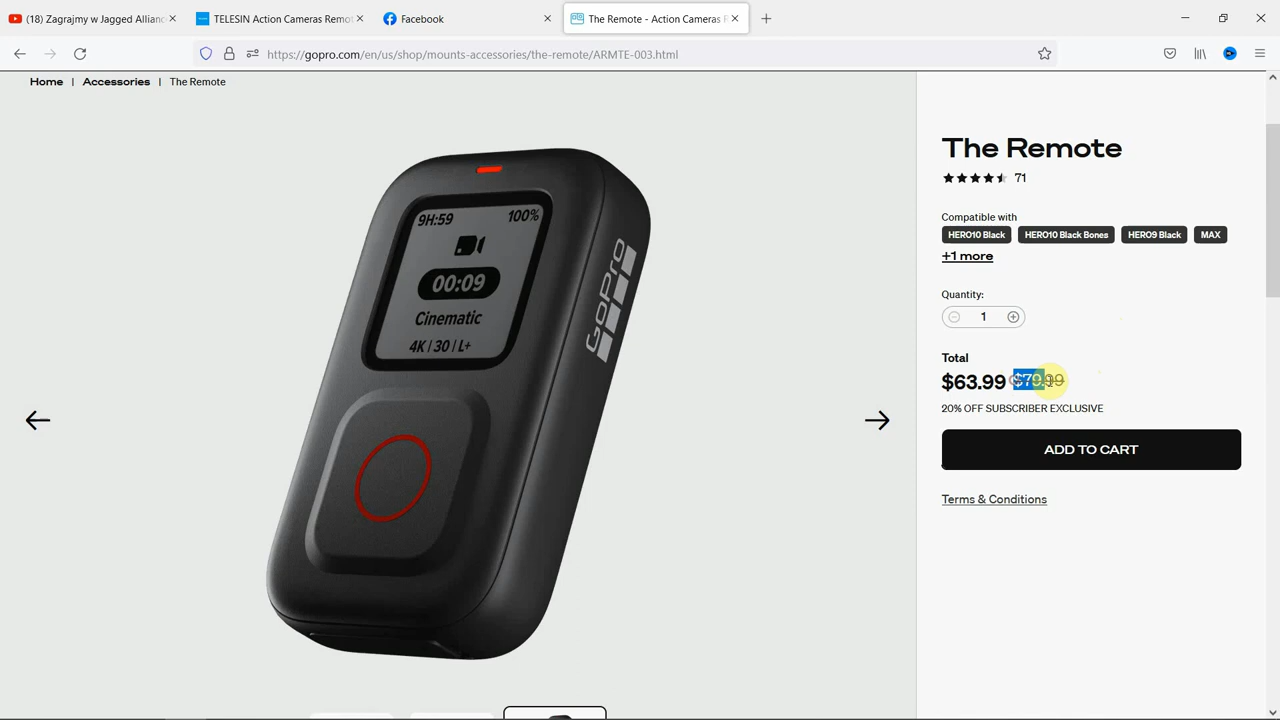 (18) Zagrajmy w Jagged Allianc
TELESIN Action Cameras Remot
Facebook
The Remote - Action Cameras R
https://gopro.com/en/us/shop/mounts-accessories/the-remote/ARMTE-003.html
Home | Accessories | The Remote
9H:59 100%
00:09
Cinematic
4K | 30 | L+
GoPro
The Remote
71
Compatible with
HERO10 Black HERO10 Black Bones HERO9 Black MAX
+1 more
Quantity:
1
Total
$63.99 $79.99
20% OFF SUBSCRIBER EXCLUSIVE
ADD TO CART
Terms & Conditions